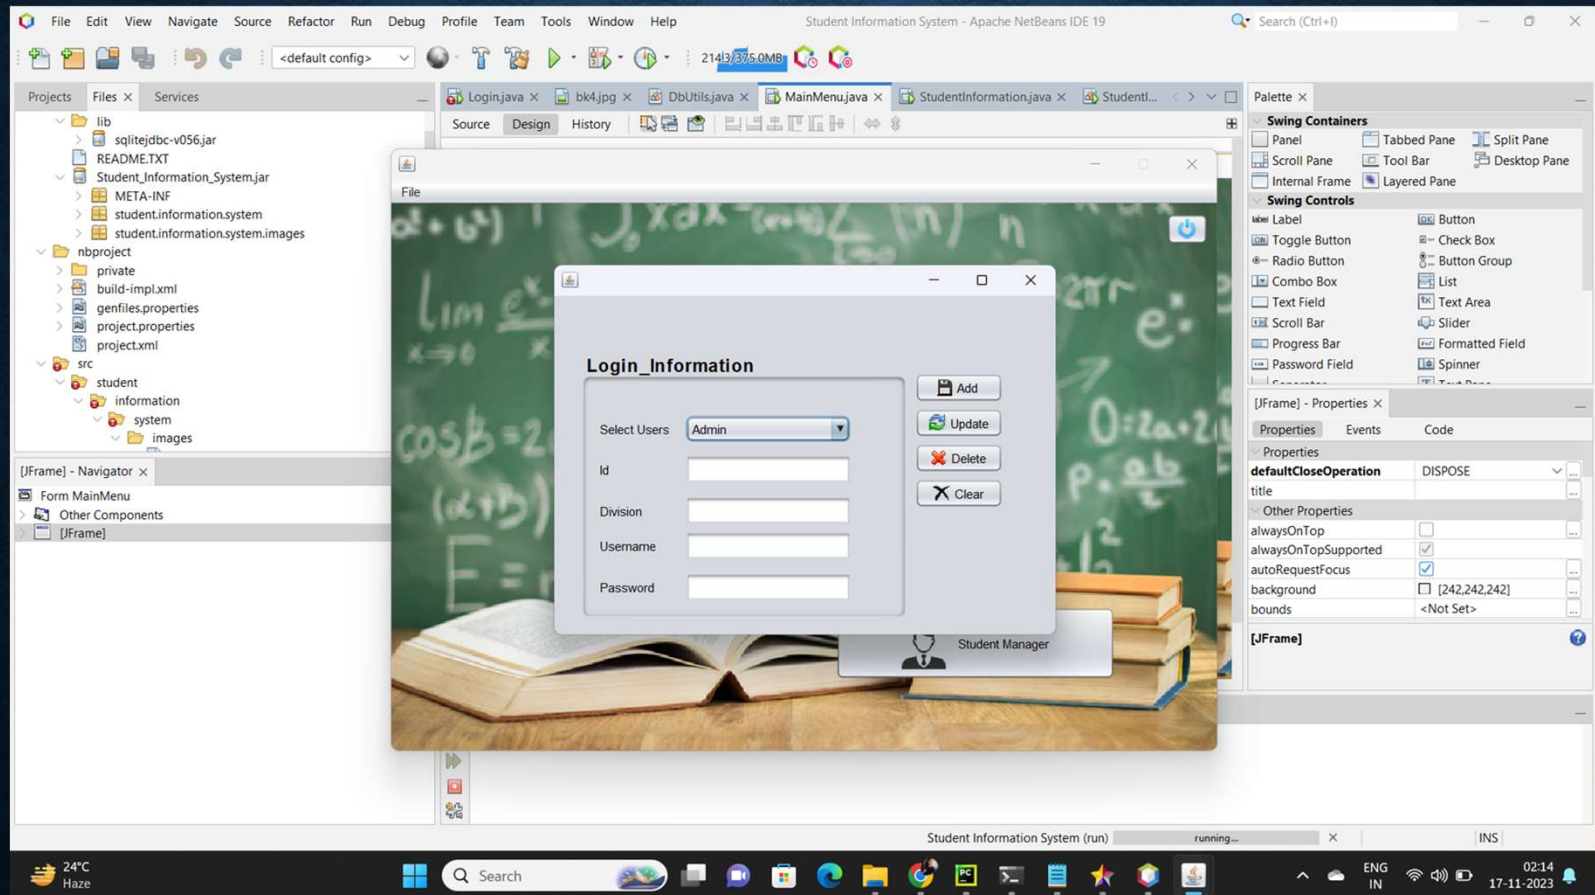 File Edit View Navigate Source Refactor Run Debug Profile Team Tools Window Help
Student Information System - Apache NetBeans IDE 19
Search (Ctrl+I)
<default config>
214.3/375.0MB
Projects Files Services
Login.java bk4.jpg DbUtils.java MainMenu.java StudentInformation.java StudentI...
Source Design History
lib
sqlitejdbc-v056.jar
README.TXT
Student_Information_System.jar
META-INF
student.information.system
student.information.system.images
nbproject
private
build-impl.xml
genfiles.properties
project.properties
project.xml
src
student
information
system
images
[JFrame] - Navigator
Form MainMenu
Other Components
[JFrame]
File
Login_Information
Select Users Admin
Id
Division
Username
Password
Add
Update
Delete
Clear
Student Manager
Palette
Swing Containers
Panel Tabbed Pane Split Pane
Scroll Pane Tool Bar Desktop Pane
Internal Frame Layered Pane
Swing Controls
Label Button
Toggle Button Check Box
Radio Button Button Group
Combo Box List
Text Field Text Area
Scroll Bar Slider
Progress Bar Formatted Field
Password Field Spinner
[JFrame] - Properties
Properties Events Code
Properties
defaultCloseOperation DISPOSE
title
Other Properties
alwaysOnTop
alwaysOnTopSupported
autoRequestFocus
background [242,242,242]
bounds <Not Set>
[JFrame]
Student Information System (run) running...
INS
24°C
Haze
Search
ENG
IN
02:14
17-11-2023